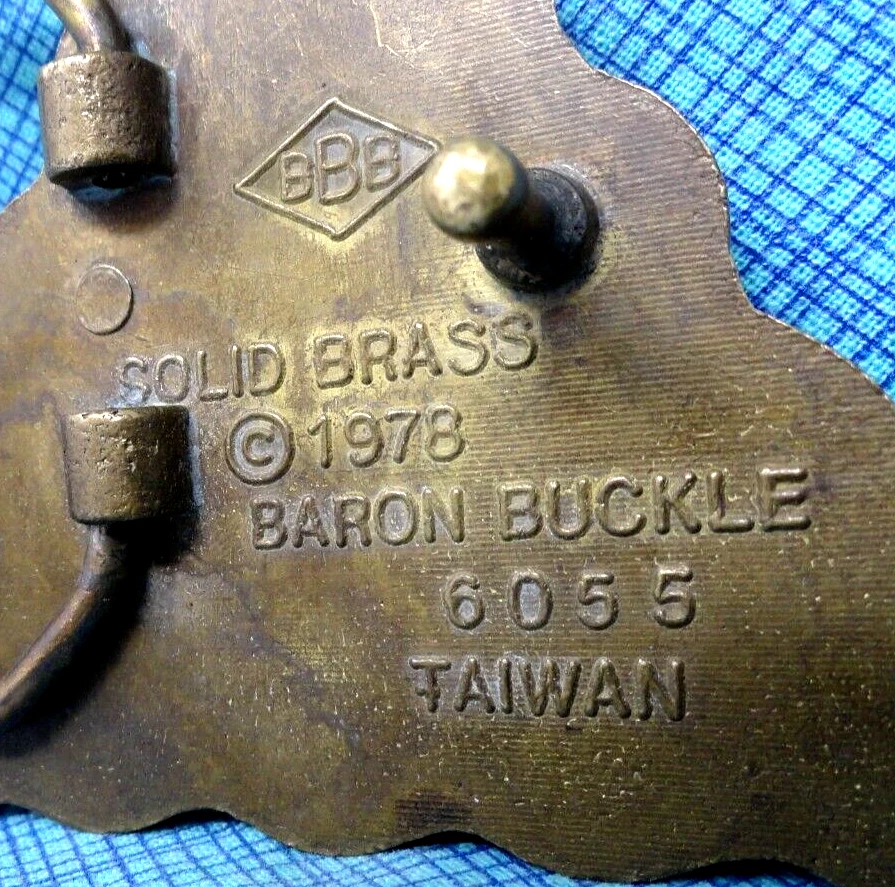 BBB
SOLID BRASS
©1978
BARON BUCKLE
6055
TAIWAN